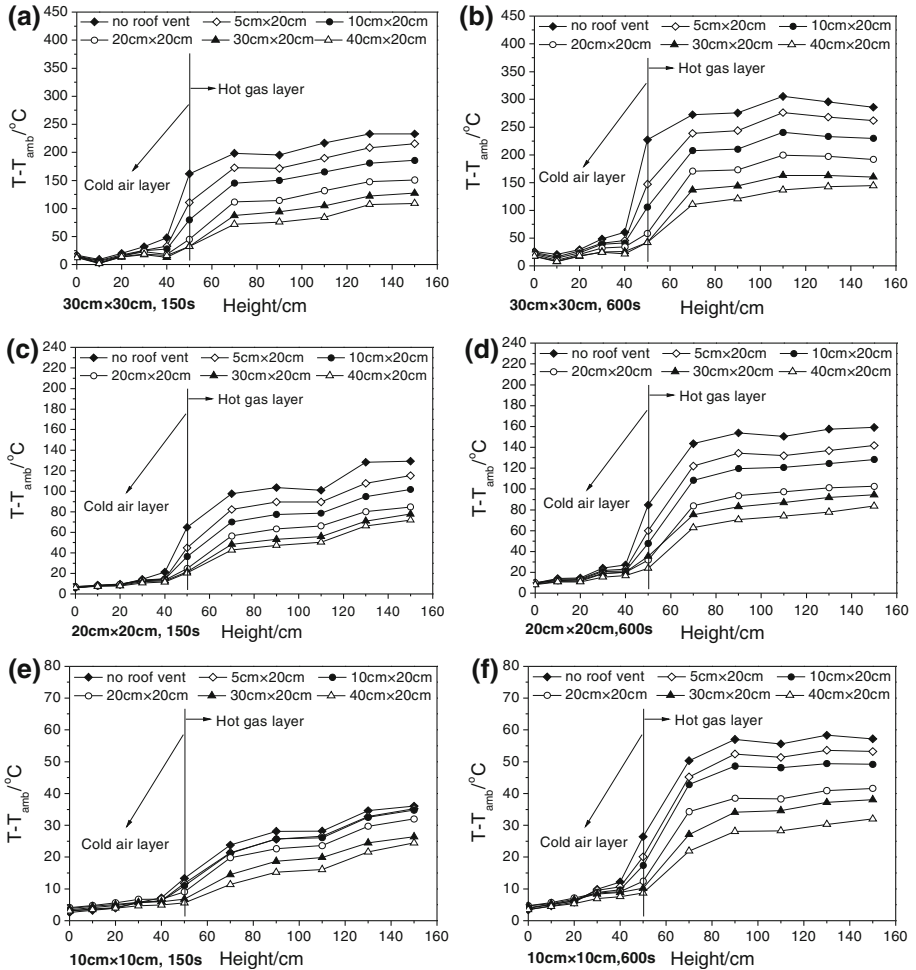 (a)
no roof vent 5cm×20cm 10cm×20cm
20cm×20cm 30cm×20cm 40cm×20cm
450
400
350
300
250
200
150
100
50
0
T-Tamb/°C
Hot gas layer
Cold air layer
0 20 40 60 80 100 120 140 160
30cm×30cm, 150s Height/cm
(b)
no roof vent 5cm×20cm 10cm×20cm
20cm×20cm 30cm×20cm 40cm×20cm
450
400
350
300
250
200
150
100
50
0
T-Tamb/°C
Hot gas layer
Cold air layer
0 20 40 60 80 100 120 140 160
30cm×30cm, 600s Height/cm
(c)
no roof vent 5cm×20cm 10cm×20cm
20cm×20cm 30cm×20cm 40cm×20cm
240
220
200
180
160
140
120
100
80
60
40
20
0
T-Tamb/°C
Hot gas layer
Cold air layer
0 20 40 60 80 100 120 140 160
20cm×20cm, 150s Height/cm
(d)
no roof vent 5cm×20cm 10cm×20cm
20cm×20cm 30cm×20cm 40cm×20cm
240
220
200
180
160
140
120
100
80
60
40
20
0
T-Tamb/°C
Hot gas layer
Cold air layer
0 20 40 60 80 100 120 140 160
20cm×20cm,600s Height/cm
(e)
no roof vent 5cm×20cm 10cm×20cm
20cm×20cm 30cm×20cm 40cm×20cm
80
70
60
50
40
30
20
10
0
T-Tamb/°C
Hot gas layer
Cold air layer
0 20 40 60 80 100 120 140 160
10cm×10cm, 150s Height/cm
(f)
no roof vent 5cm×20cm 10cm×20cm
20cm×20cm 30cm×20cm 40cm×20cm
80
70
60
50
40
30
20
10
0
T-Tamb/°C
Hot gas layer
Cold air layer
0 20 40 60 80 100 120 140 160
10cm×10cm,600s Height/cm